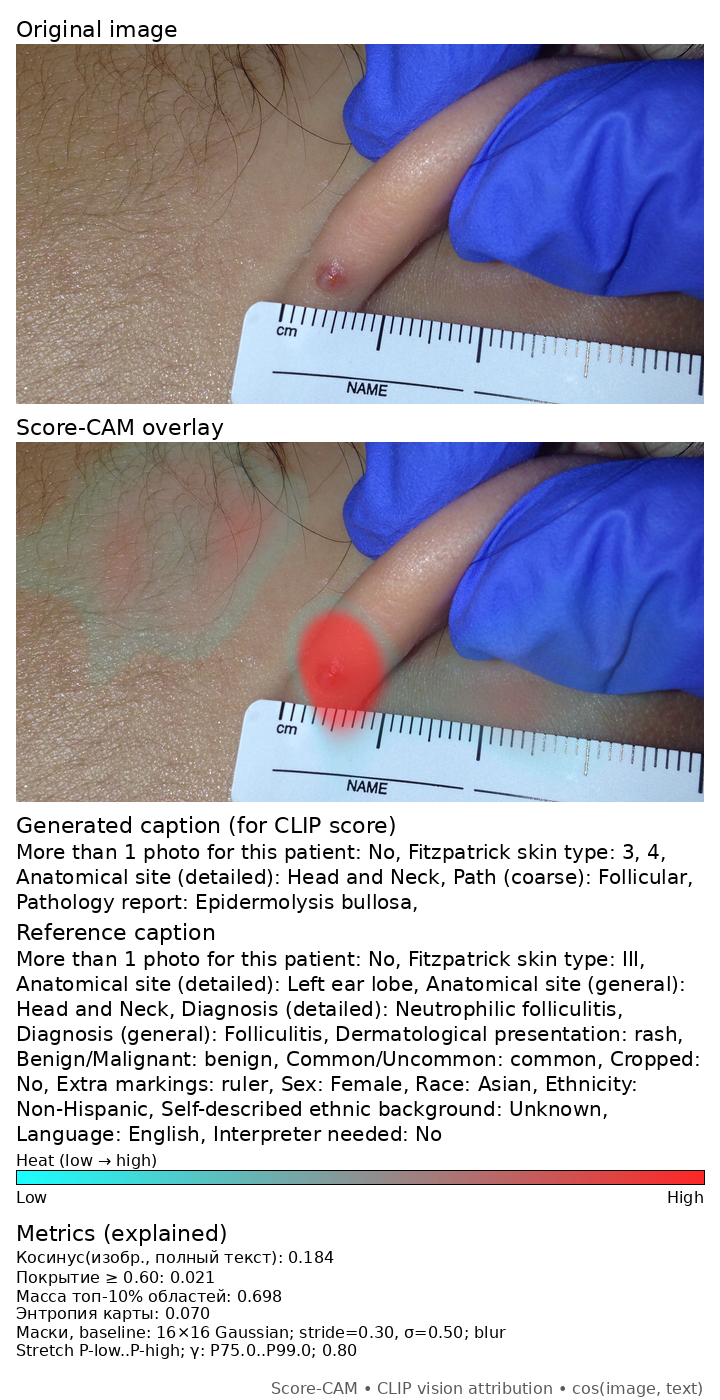 Original image
cm
NAME
Score-CAM overlay
cm
NAME
Generated caption (for CLIP score)
More than 1 photo for this patient: No, Fitzpatrick skin type: 3, 4,
Anatomical site (detailed): Head and Neck, Path (coarse): Follicular,
Pathology report: Epidermolysis bullosa,
Reference caption
More than 1 photo for this patient: No, Fitzpatrick skin type: III,
Anatomical site (detailed): Left ear lobe, Anatomical site (general):
Head and Neck, Diagnosis (detailed): Neutrophilic folliculitis,
Diagnosis (general): Folliculitis, Dermatological presentation: rash,
Benign/Malignant: benign, Common/Uncommon: common, Cropped:
No, Extra markings: ruler, Sex: Female, Race: Asian, Ethnicity:
Non-Hispanic, Self-described ethnic background: Unknown,
Language: English, Interpreter needed: No
Heat (low → high)
Low High
Metrics (explained)
Косинус(изобр., полный текст): 0.184
Покрытие ≥ 0.60: 0.021
Масса топ-10% областей: 0.698
Энтропия карты: 0.070
Маски, baseline: 16×16 Gaussian; stride=0.30, σ=0.50; blur
Stretch P-low..P-high; γ: P75.0..P99.0; 0.80
Score-CAM • CLIP vision attribution • cos(image, text)